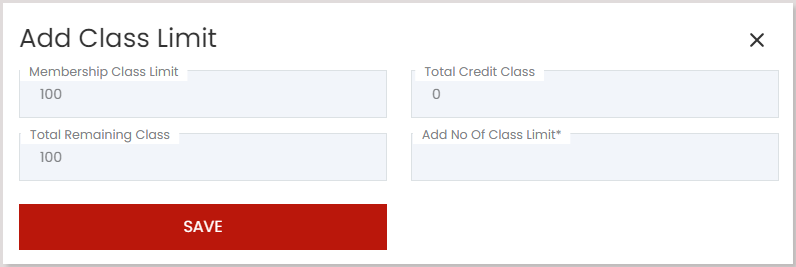 Add Class Limit
Membership Class Limit
100
Total Credit Class
0
Total Remaining Class
100
Add No Of Class Limit*
SAVE